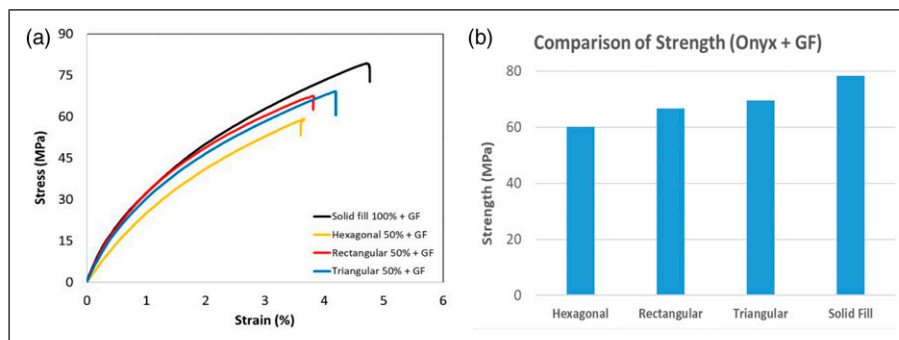 (a)
90
75
60
45
30
15
0
Stress (MPa)
Solid fill 100% + GF
Hexagonal 50% + GF
Rectangular 50% + GF
Triangular 50% + GF
0 1 2 3 4 5 6
Strain (%)
(b)
Comparison of Strength (Onyx + GF)
80
60
40
20
0
Strength (MPa)
Hexagonal Rectangular Triangular Solid Fill